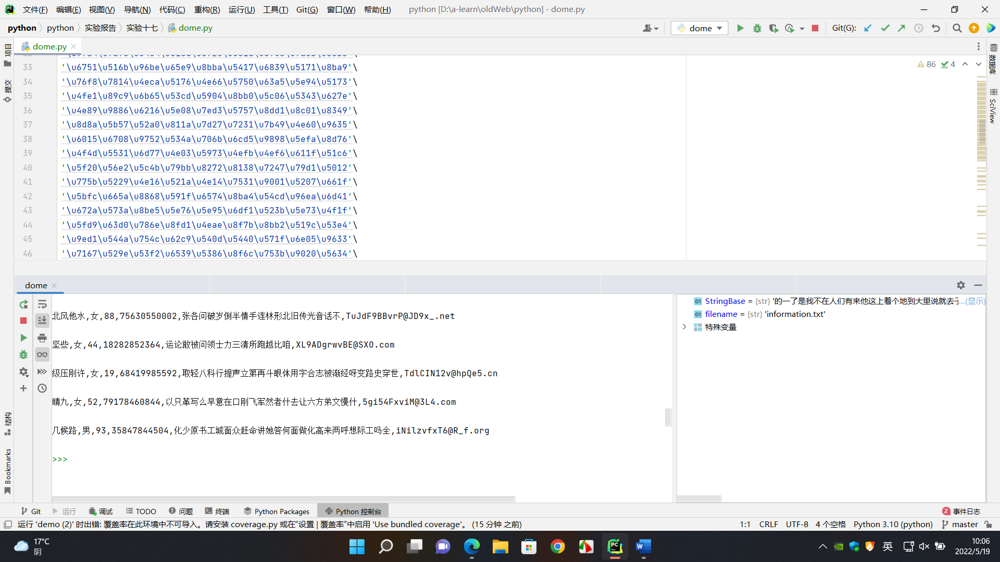 文件(F) 编辑(E) 视图(V) 导航(N) 代码(C) 重构(R) 运行(U) 工具(T) Git(G) 窗口(W) 帮助(H) python [D:\a-learn\oldWeb\python] - dome.py
python python 实验报告 实验十七 dome.py dome Git(G):
dome.py
项目
提交
结构
Bookmarks
数据库
SciView
86 4
33 '\u6751\u516b\u96be\u65e9\u8bba\u5417\u6839\u5171\u8ba9'\
34 '\u76f8\u7814\u4eca\u5176\u4e66\u5750\u63a5\u5e94\u5173'\
35 '\u4fe1\u89c9\u6b65\u53cd\u5904\u8bb0\u5c06\u5343\u627e'\
36 '\u4e89\u9886\u6216\u5e08\u7ed3\u5757\u8dd1\u8c01\u8349'\
37 '\u8d8a\u5b57\u52a0\u811a\u7d27\u7231\u7b49\u4e60\u9635'\
38 '\u6015\u6708\u9752\u534a\u706b\u6cd5\u9898\u5efa\u8d76'\
39 '\u4f4d\u5531\u6d77\u4e03\u5973\u4efb\u4ef6\u611f\u51c6'\
40 '\u5f20\u56e2\u5c4b\u79bb\u8272\u8138\u7247\u79d1\u5012'\
41 '\u775b\u5229\u4e16\u521a\u4e14\u7531\u9001\u5207\u661f'\
42 '\u5bfc\u665a\u8868\u591f\u6574\u8ba4\u54cd\u96ea\u6d41'\
43 '\u672a\u573a\u8be5\u5e76\u5e95\u6df1\u523b\u5e73\u4f1f'\
44 '\u5fd9\u63d0\u786e\u8fd1\u4eae\u8f7b\u8bb2\u519c\u53e4'\
45 '\u9ed1\u544a\u754c\u62c9\u540d\u5440\u571f\u6e05\u9633'\
46 '\u7167\u529e\u53f2\u6539\u5386\u8f6c\u753b\u9020\u5634'\
dome
北风他水,女,88,75630550002,张各问破岁倒半情手连林形北旧传光音话不,TuJdF9BBvrP@JD9x_.net
坚些,女,44,18282852364,运论敢被问领士力三清所跑越比咱,XL9ADgrwvBE@SXO.com
级压刚许,女,19,68419985592,取轻八科行提声立第再斗眼体用字合志被渐经呀变路史穿世,TdlCIN12v@hpQe5.cn
睛九,女,52,79178460844,以只革写么早意在口刚飞军然者什去让六方弟文慢什,5gi54FxviM@3L4.com
几候路,男,93,35847844504,化少原书工城面众赶命讲她答何面做化高来两呼想际工吗全,iNilzvfxT6@R_f.org
>>>
StringBase = {str} '的一了是我不在人们有来他这上着个地到大里说就去子...(显示)
filename = {str} 'information.txt'
特殊变量
Git 运行 调试 TODO 问题 终端 Python Packages Python 控制台 2 事件日志
运行 'demo (2)' 时出错: 覆盖率在此环境中不可导入。请安装 coverage.py 或在“设置 | 覆盖率”中启用 'Use bundled coverage'。 (15 分钟 之前) 1:1 CRLF UTF-8 4 个空格 Python 3.10 (python) master
17°C
阴
英
10:06
2022/5/19